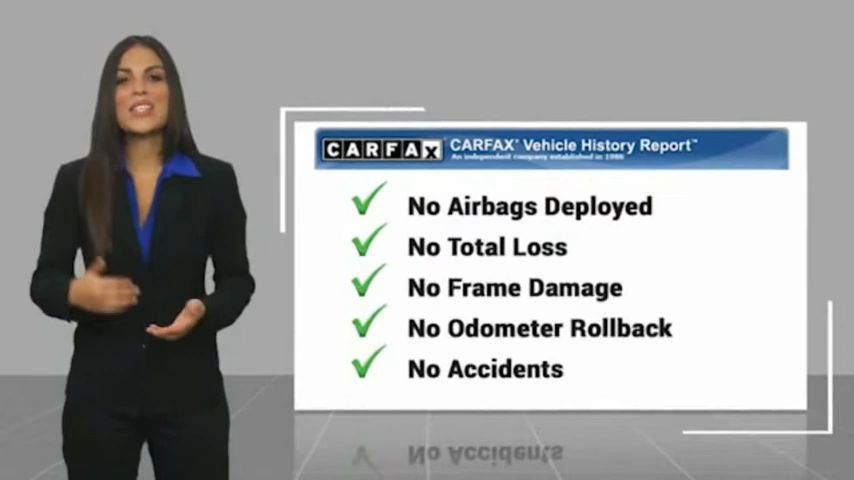 CARFAX CARFAX® Vehicle History Report™
An independent company established in 1986
No Airbags Deployed
No Total Loss
No Frame Damage
No Odometer Rollback
No Accidents
No Accidents